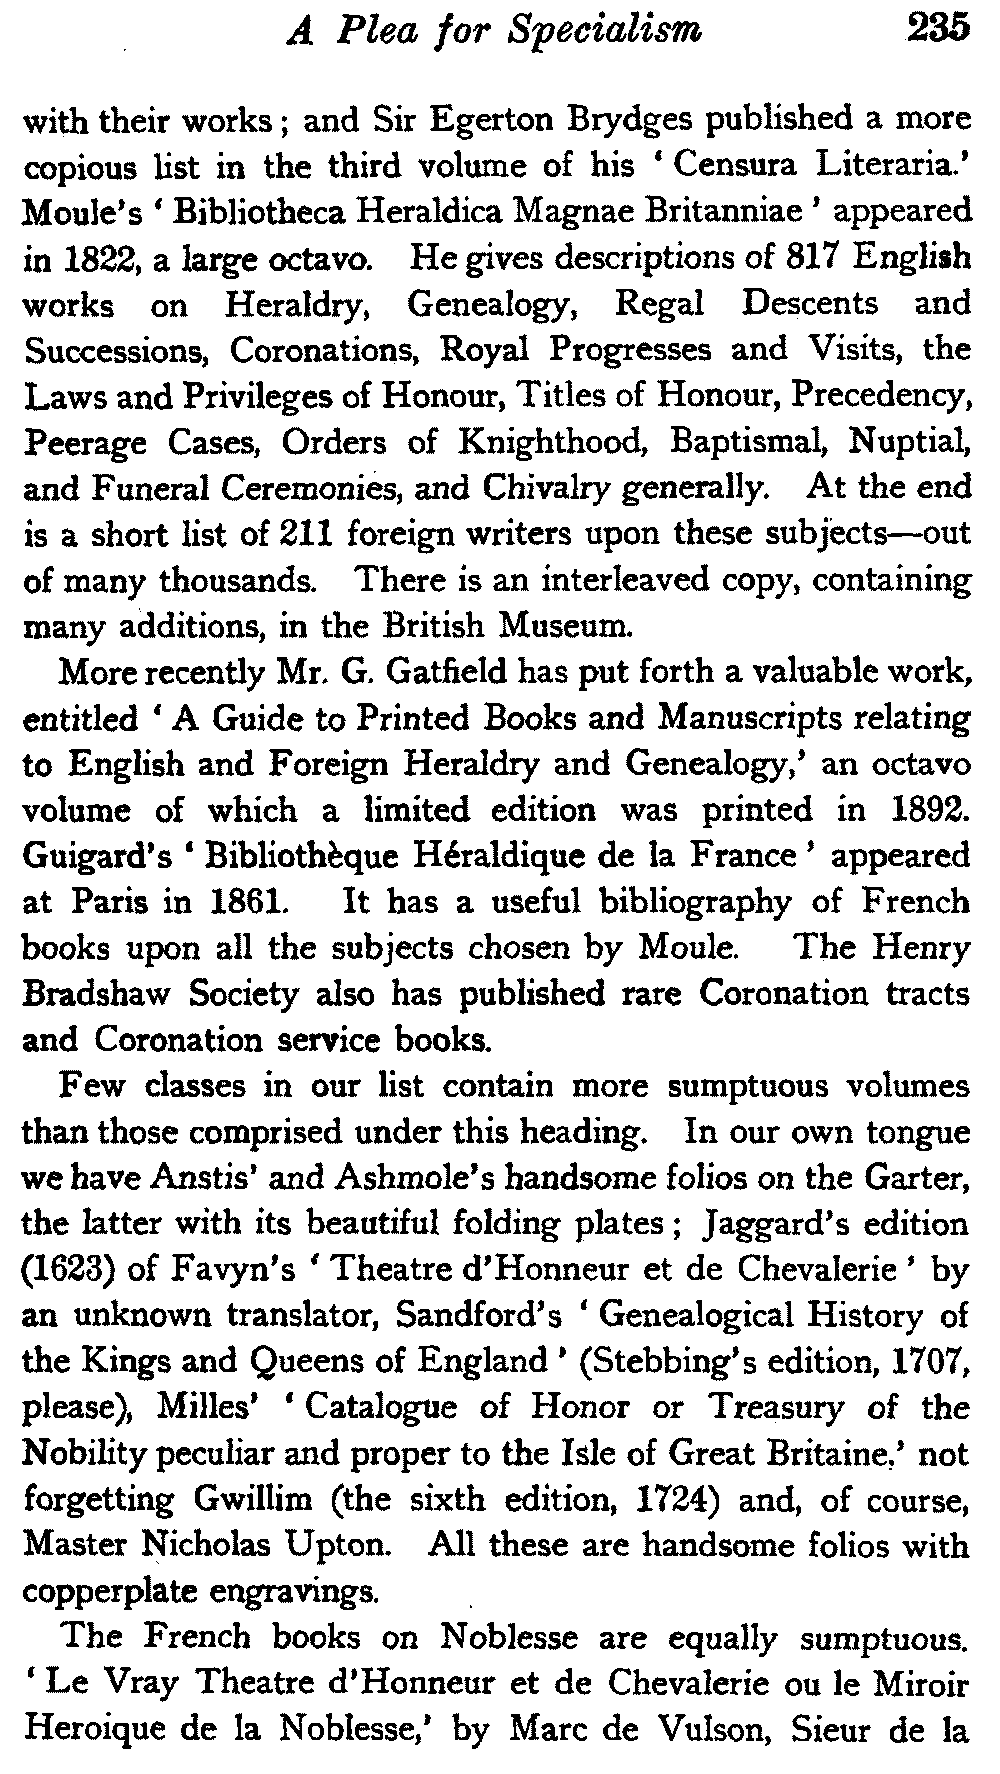 A Plea for Specialism 235
with their works ; and Sir Egerton Brydges published a more
copious list in the third volume of his ‘ Censura Literaria.’
Moule’s ‘ Bibliotheca Heraldica Magnae Britanniae ’ appeared
in 1822, a large octavo. He gives descriptions of 817 English
works on Heraldry, Genealogy, Regal Descents and
Successions, Coronations, Royal Progresses and Visits, the
Laws and Privileges of Honour, Titles of Honour, Precedency,
Peerage Cases, Orders of Knighthood, Baptismal, Nuptial,
and Funeral Ceremonies, and Chivalry generally. At the end
is a short list of 211 foreign writers upon these subjects—out
of many thousands. There is an interleaved copy, containing
many additions, in the British Museum.
More recently Mr. G. Gatfield has put forth a valuable work,
entitled ‘ A Guide to Printed Books and Manuscripts relating
to English and Foreign Heraldry and Genealogy,’ an octavo
volume of which a limited edition was printed in 1892.
Guigard’s ‘ Bibliothèque Héraldique de la France ’ appeared
at Paris in 1861. It has a useful bibliography of French
books upon all the subjects chosen by Moule. The Henry
Bradshaw Society also has published rare Coronation tracts
and Coronation service books.
Few classes in our list contain more sumptuous volumes
than those comprised under this heading. In our own tongue
we have Anstis’ and Ashmole’s handsome folios on the Garter,
the latter with its beautiful folding plates ; Jaggard’s edition
(1623) of Favyn’s ‘ Theatre d’Honneur et de Chevalerie ’ by
an unknown translator, Sandford’s ‘ Genealogical History of
the Kings and Queens of England ’ (Stebbing’s edition, 1707,
please), Milles’ ‘ Catalogue of Honor or Treasury of the
Nobility peculiar and proper to the Isle of Great Britaine,’ not
forgetting Gwillim (the sixth edition, 1724) and, of course,
Master Nicholas Upton. All these are handsome folios with
copperplate engravings.
The French books on Noblesse are equally sumptuous.
‘ Le Vray Theatre d’Honneur et de Chevalerie ou le Miroir
Heroique de la Noblesse,’ by Marc de Vulson, Sieur de la